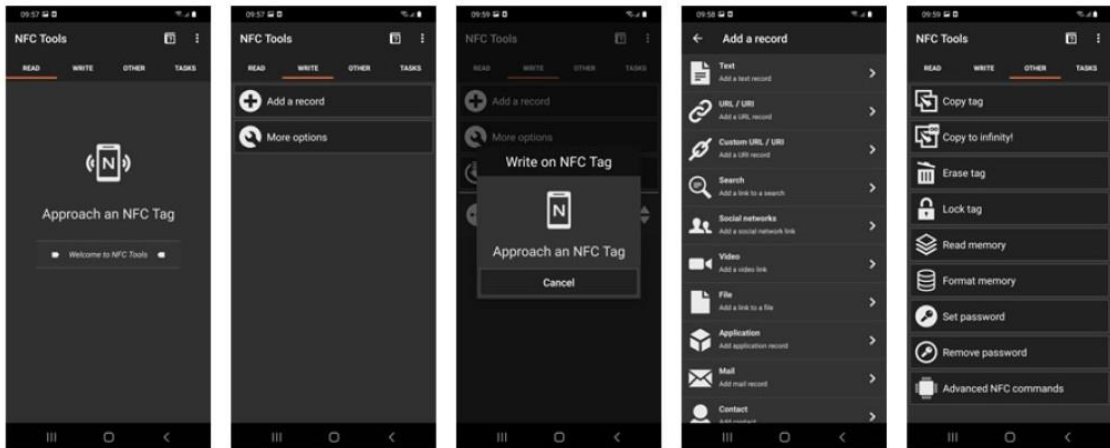 09:57
NFC Tools
READ WRITE OTHER TASKS
Approach an NFC Tag
Welcome to NFC Tools
09:57
NFC Tools
READ WRITE OTHER TASKS
Add a record
More options
09:59
NFC Tools
READ WRITE OTHER TASKS
Add a record
More options
Write on NFC Tag
N
Approach an NFC Tag
Cancel
09:58
Add a record
Text
Add a text record
URL / URI
Add a URL record
Custom URL / URI
Add a URI record
Search
Add a link to a search
Social networks
Add a social network link
Video
Add a video link
File
Add a link to a file
Application
Add application record
Mail
Add mail record
Contact
Add contact
09:59
NFC Tools
READ WRITE OTHER TASKS
Copy tag
Copy to infinity!
Erase tag
Lock tag
Read memory
Format memory
Set password
Remove password
Advanced NFC commands